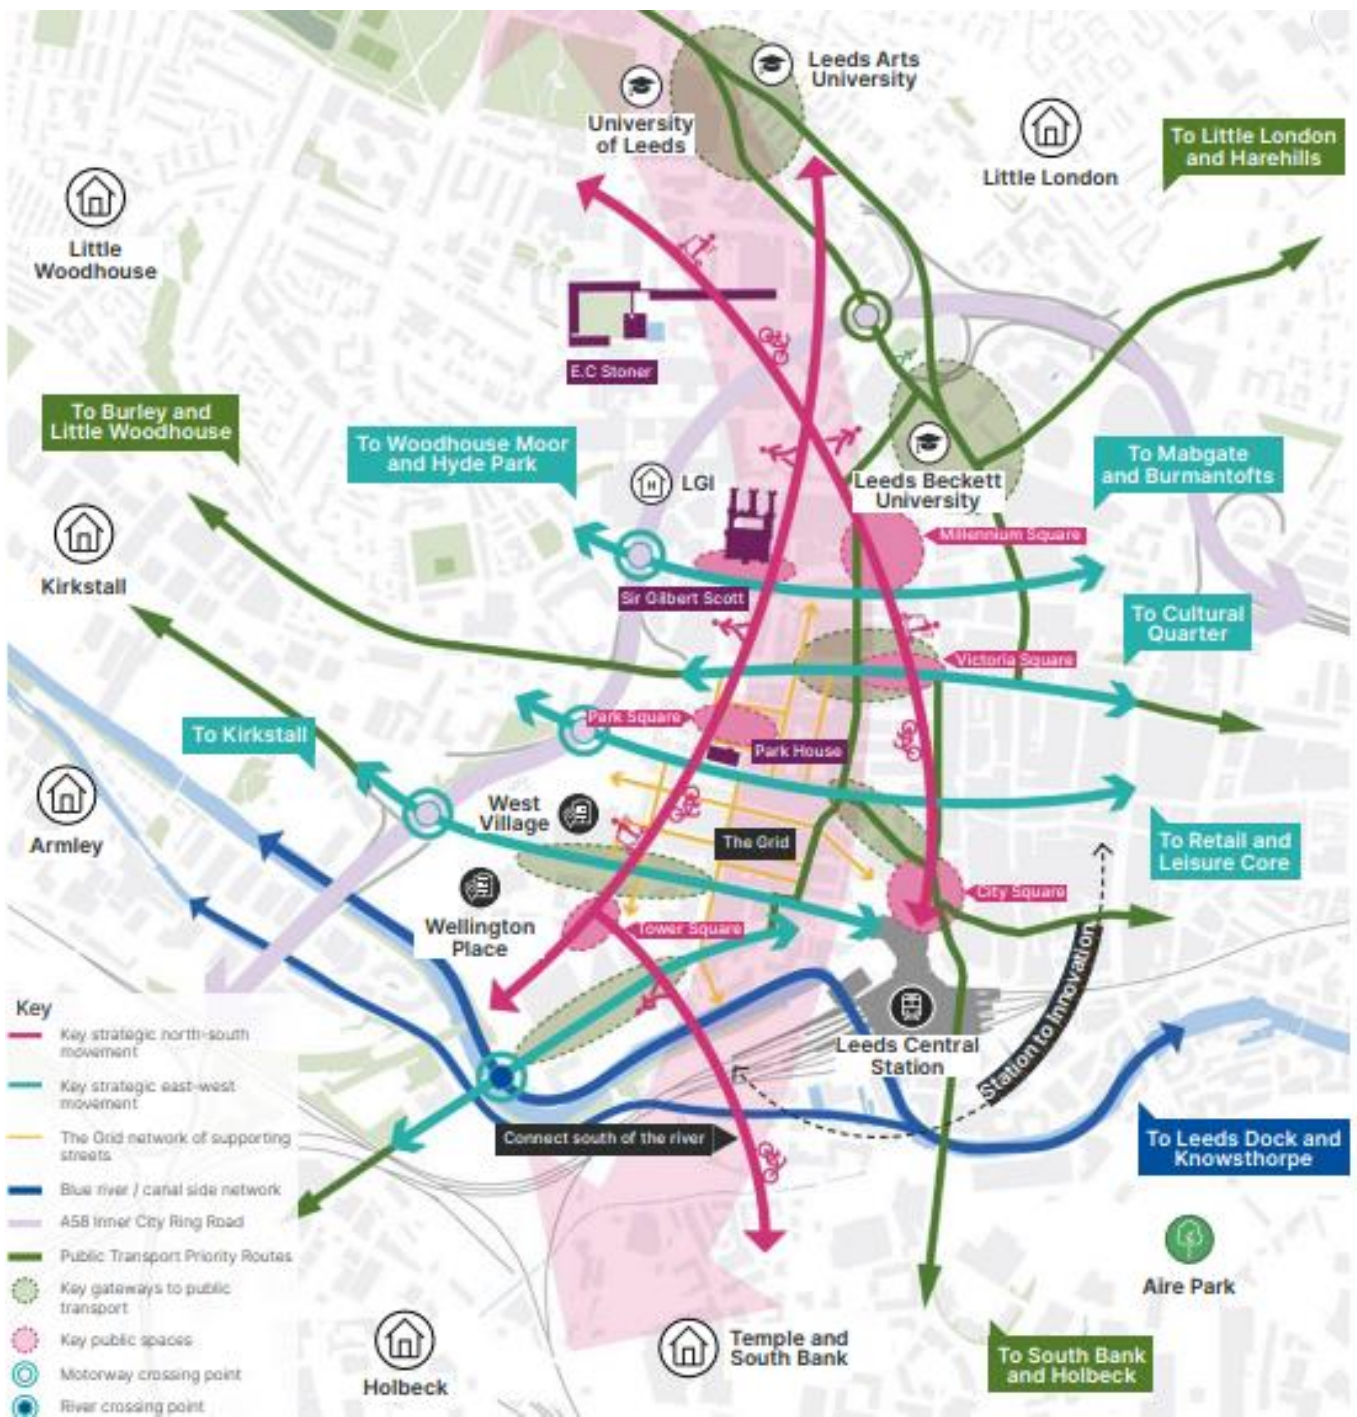 Leeds Arts
University
University
of Leeds
Little London
To Little London
and Harehills
Little
Woodhouse
E.C Stoner
To Burley and
Little Woodhouse
To Woodhouse Moor
and Hyde Park
H
LGI
Leeds Beckett
University
To Mabgate
and Burmantofts
Millennium Square
Kirkstall
Sir Gilbert Scott
To Cultural
Quarter
Victoria Square
Park Square
To Kirkstall
Park House
Armley
West
Village
The Grid
To Retail and
Leisure Core
City Square
Wellington
Place
Tower Square
Station to Innovation
Leeds Central
Station
Connect south of the river
To Leeds Dock and
Knowsthorpe
Aire Park
Temple and
South Bank
To South Bank
and Holbeck
Holbeck
Key
Key strategic north-south
movement
Key strategic east-west
movement
The Grid network of supporting
streets
Blue river / canal side network
A58 Inner City Ring Road
Public Transport Priority Routes
Key gateways to public
transport
Key public spaces
Motorway crossing point
River crossing point